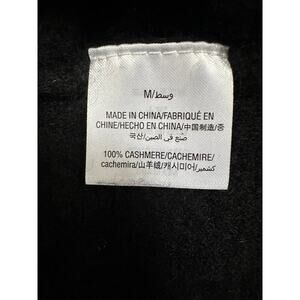 M/وسط
MADE IN CHINA/FABRIQUÉ EN
CHINE/HECHO EN CHINA/中国制造/중
국산/صنع في الصين
100% CASHMERE/CACHEMIRE/
cachemira/山羊绒/캐시미어/كشمير